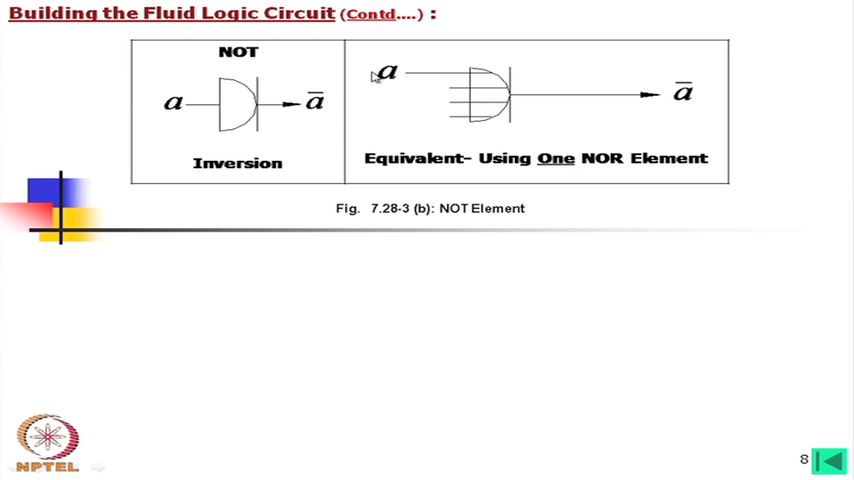 Building the Fluid Logic Circuit (Contd....) :
NOT
a
a̅
Inversion
a
a̅
Equivalent- Using One NOR Element
Fig. 7.28-3 (b): NOT Element
NPTEL
8